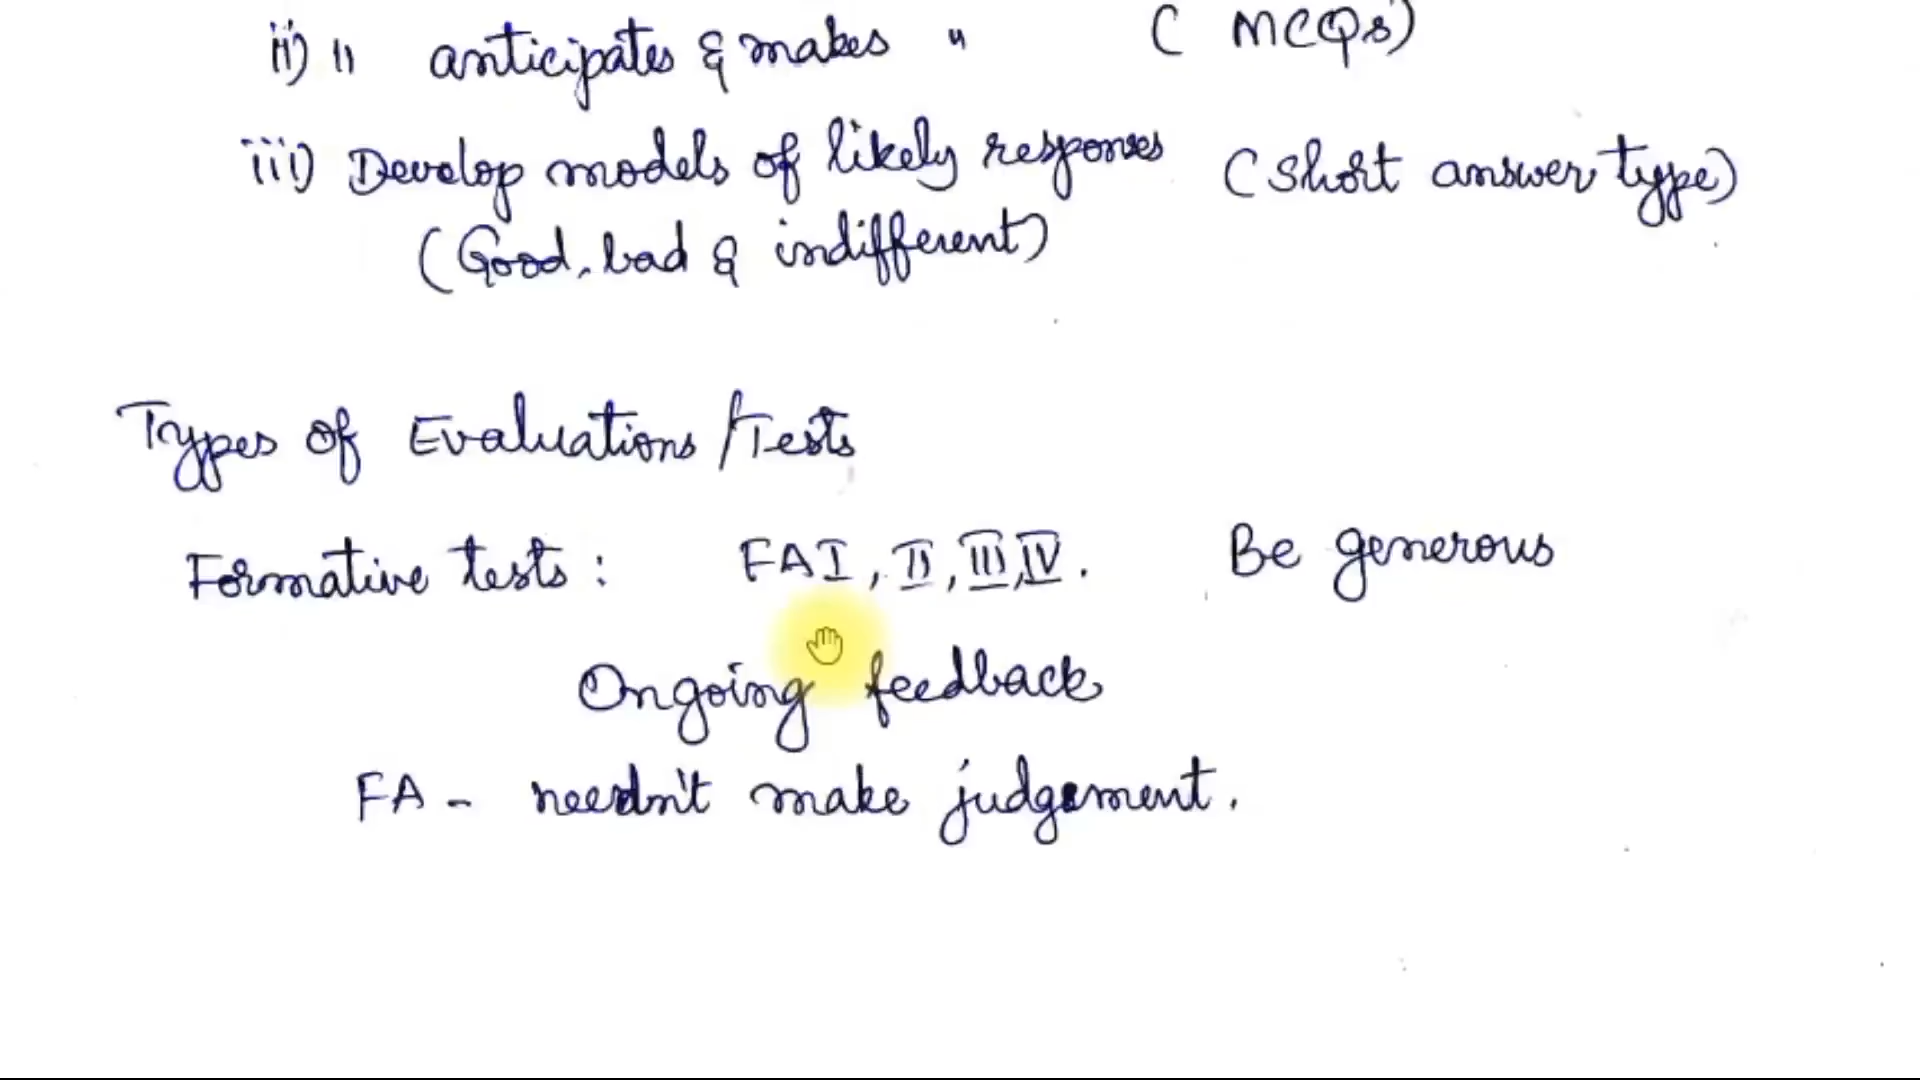 ii) " anticipates & makes " ( MCQs)
iii) Develop models of likely responses (short answer type)
(Good, bad & indifferent)
Types of Evaluations/Tests
Formative tests : FA I, II, III, IV. Be generous
Ongoing feedback
FA - needn't make judgement.